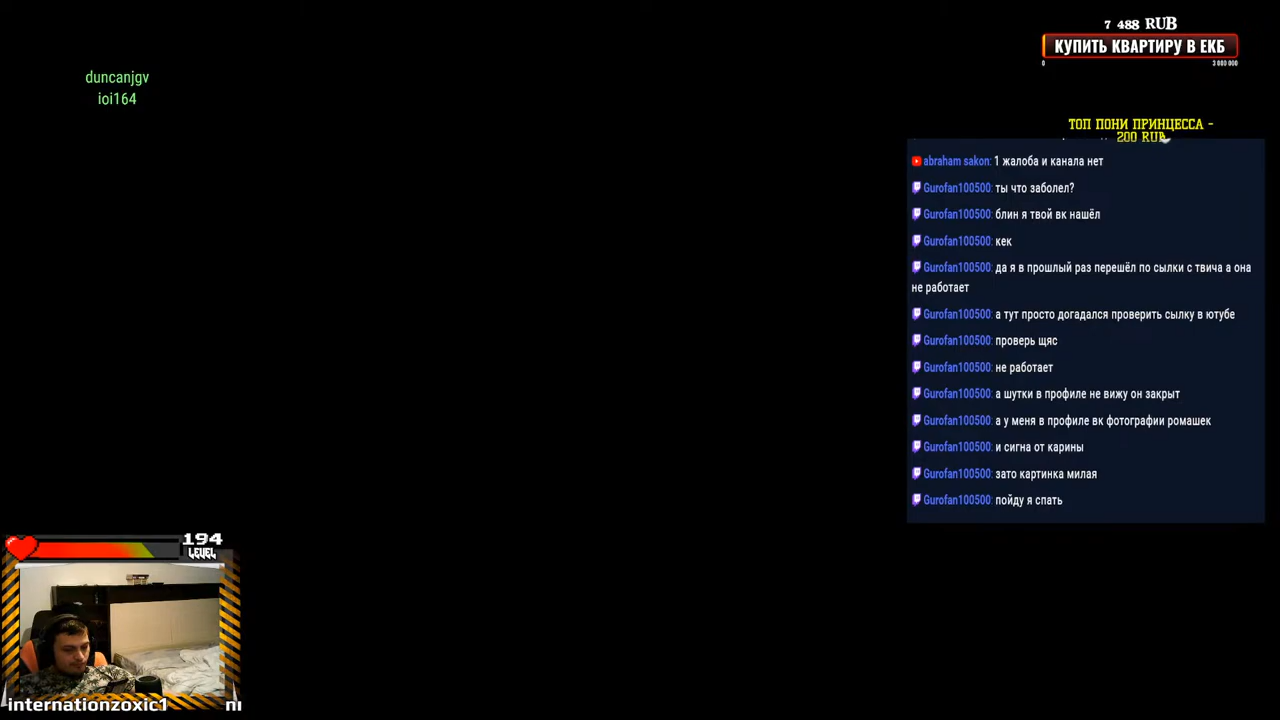 7 488 RUB
КУПИТЬ КВАРТИРУ В ЕКБ
0 3 000 000
duncanjgv
ioi164
ТОП ПОНИ ПРИНЦЕССА -
200 RUB
abraham sakon: 1 жалоба и канала нет
Gurofan100500: ты что заболел?
Gurofan100500: блин я твой вк нашёл
Gurofan100500: кек
Gurofan100500: да я в прошлый раз перешёл по сылки с твича а она
не работает
Gurofan100500: а тут просто догадался проверить сылку в ютубе
Gurofan100500: проверь щяс
Gurofan100500: не работает
Gurofan100500: а шутки в профиле не вижу он закрыт
Gurofan100500: а у меня в профиле вк фотографии ромашек
Gurofan100500: и сигна от карины
Gurofan100500: зато картинка милая
Gurofan100500: пойду я спать
194
LEVEL
internationzoxic1